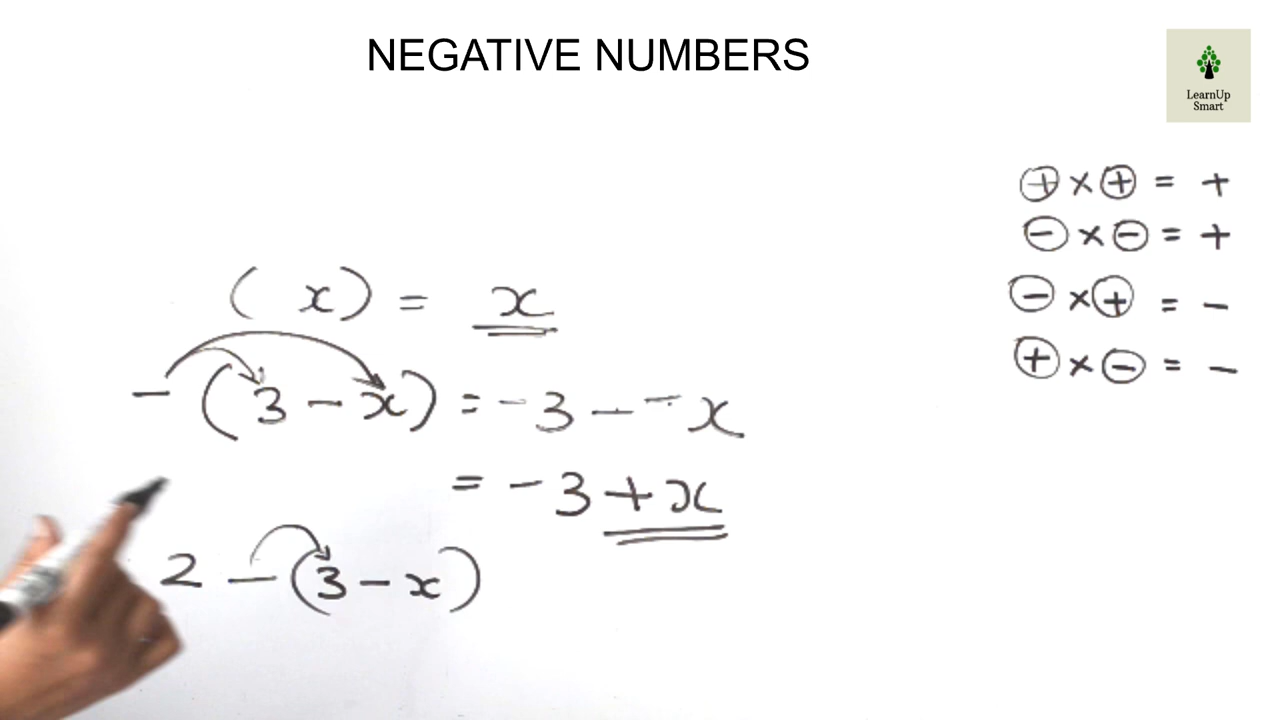 NEGATIVE NUMBERS
LearnUp
Smart
+ × + = +
- × - = +
- × + = -
+ × - = -
( x) = x
- (3 - x) = -3 - - x
= -3 + x
2 - (3 - x)